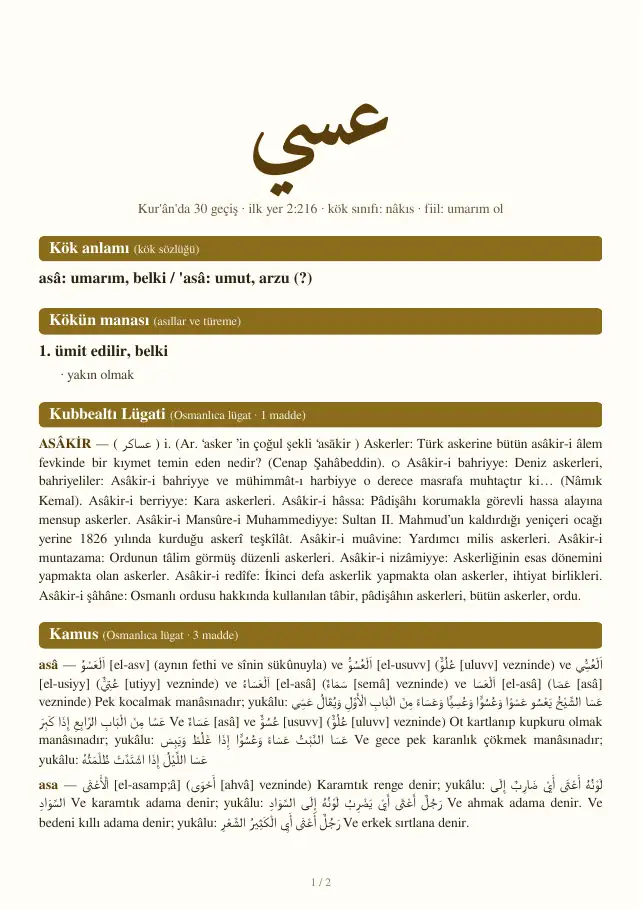 عسي
Kur'ân'da 30 geçiş · ilk yer 2:216 · kök sınıfı: nâkıs · fiil: umarım ol
Kök anlamı (kök sözlüğü)
asâ: umarım, belki / 'asâ: umut, arzu (?)
Kökün manası (asıllar ve türeme)
1. ümit edilir, belki
· yakın olmak
Kubbealtı Lügati (Osmanlıca lügat · 1 madde)
ASÂKİR — ( عساكر ) i. (Ar. ‘asker ’in çoğul şekli ‘asākir ) Askerler: Türk askerine bütün asâkir-i âlem
fevkinde bir kıymet temin eden nedir? (Cenap Şahâbeddin). ○ Asâkir-i bahriyye: Deniz askerleri,
bahriyeliler: Asâkir-i bahriyye ve mühimmât-ı harbiyye o derece masrafa muhtaçtır ki… (Nâmık
Kemal). Asâkir-i berriyye: Kara askerleri. Asâkir-i hâssa: Pâdişâhı korumakla görevli hassa alayına
mensup askerler. Asâkir-i Mansûre-i Muhammediyye: Sultan II. Mahmud’un kaldırdığı yeniçeri ocağı
yerine 1826 yılında kurduğu askerî teşkîlât. Asâkir-i muâvine: Yardımcı milis askerleri. Asâkir-i
muntazama: Ordunun tâlim görmüş düzenli askerleri. Asâkir-i nizâmiyye: Askerliğinin esas dönemini
yapmakta olan askerler. Asâkir-i redîfe: İkinci defa askerlik yapmakta olan askerler, ihtiyat birlikleri.
Asâkir-i şâhâne: Osmanlı ordusu hakkında kullanılan tâbir, pâdişâhın askerleri, bütün askerler, ordu.
Kamus (Osmanlıca lügat · 3 madde)
asâ — اَلْعَسْوُ [el-asv] (aynın fethi ve sînin sükûnuyla) ve اَلْعُسُوُّ [el-usuvv] (عُلُوٌّ [uluvv] vezninde) ve اَلْعُسِيُّ
[el-usiyy] (عُتِيٌّ [utiyy] vezninde) ve اَلْعَسَاءُ [el-asâ] (سَمَاءٌ [semâ] vezninde) ve اَلْعَسَا [el-asâ] (عَصَا [asâ]
vezninde) Pek kocalmak manâsınadır; yukâlu: عَسَا الشَّيْخُ يَعْسُو عَسْوًا وَعُسُوًّا وَعُسِيًّا وَعَسَاءً مِنَ الْبَابِ الْأَوَّلِ وَيُقَالُ عَسِيَ
عَسًا مِنَ الْبَابِ الرَّابِعِ إِذَا كَبِرَ Ve عَسَاءٌ [asâ] ve عُسُوٌّ [usuvv] (عُلُوٌّ [uluvv] vezninde) Ot kartlanıp kupkuru olmak
manâsınadır; yukâlu: عَسَا النَّبْتُ عَسَاءً وَعُسُوًّا إِذَا غَلُظَ وَيَبِسَ Ve gece pek karanlık çökmek manâsınadır;
yukâlu: عَسَا اللَّيْلُ إِذَا اشْتَدَّتْ ظُلْمَتُهُ
asa — اَلْأَعْثَى [el-asamp;â] (أَحْوَى [ahvâ] vezninde) Karamtık renge denir; yukâlu: لَوْنُهُ أَعْثَى أَيْ ضَارِبٌ إِلَى
السَّوَادِ Ve karamtık adama denir; yukâlu: رَجُلٌ أَعْثَى أَيْ يَضْرِبُ لَوْنُهُ إِلَى السَّوَادِ Ve ahmak adama denir. Ve
bedeni kıllı adama denir; yukâlu: رَجُلٌ أَعْثَى أَيِ الْكَثِيرُ الشَّعْرِ Ve erkek sırtlana denir.
1 / 2